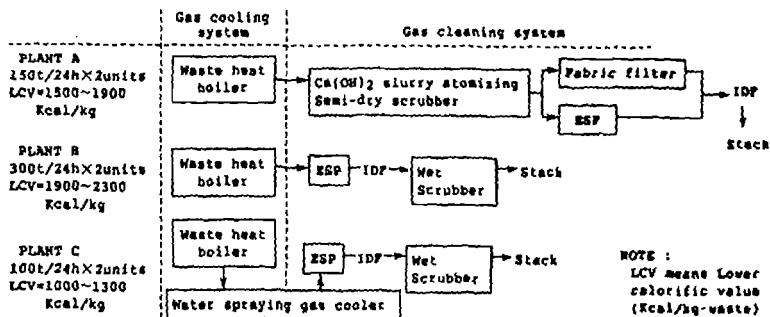 Gas cooling system
Gas cleaning system
PLANT A
150t/24h×2units
LCV=1500~1900
Kcal/kg
Waste heat
boiler
Ca(OH)2 slurry atomizing
Semi-dry scrubber
Fabric filter
ESP
IDF
Stack
PLANT B
300t/24h×2units
LCV=1900~2300
Kcal/kg
Waste heat
boiler
ESP
IDF
Wet
Scrubber
Stack
PLANT C
100t/24h×2units
LCV=1000~1300
Kcal/kg
Waste heat
boiler
Water spraying gas cooler
ESP
IDF
Wet
Scrubber
Stack
NOTE :
LCV means Lower
calorific value
(Kcal/kg-waste)